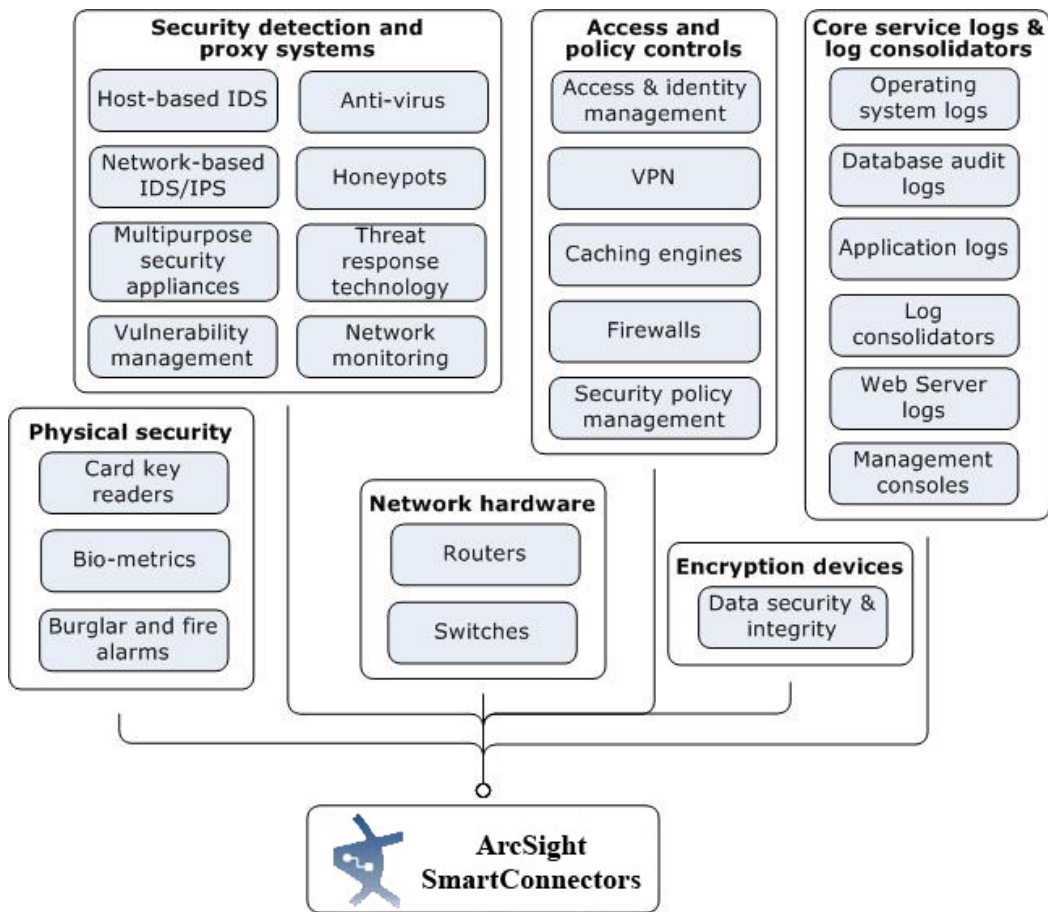 Security detection and
proxy systems
Host-based IDS
Anti-virus
Network-based
IDS/IPS
Honeypots
Multipurpose
security
appliances
Threat
response
technology
Vulnerability
management
Network
monitoring
Access and
policy controls
Access & identity
management
VPN
Caching engines
Firewalls
Security policy
management
Core service logs &
log consolidators
Operating
system logs
Database audit
logs
Application logs
Log
consolidators
Web Server
logs
Management
consoles
Physical security
Card key
readers
Bio-metrics
Burglar and fire
alarms
Network hardware
Routers
Switches
Encryption devices
Data security &
integrity
ArcSight
SmartConnectors